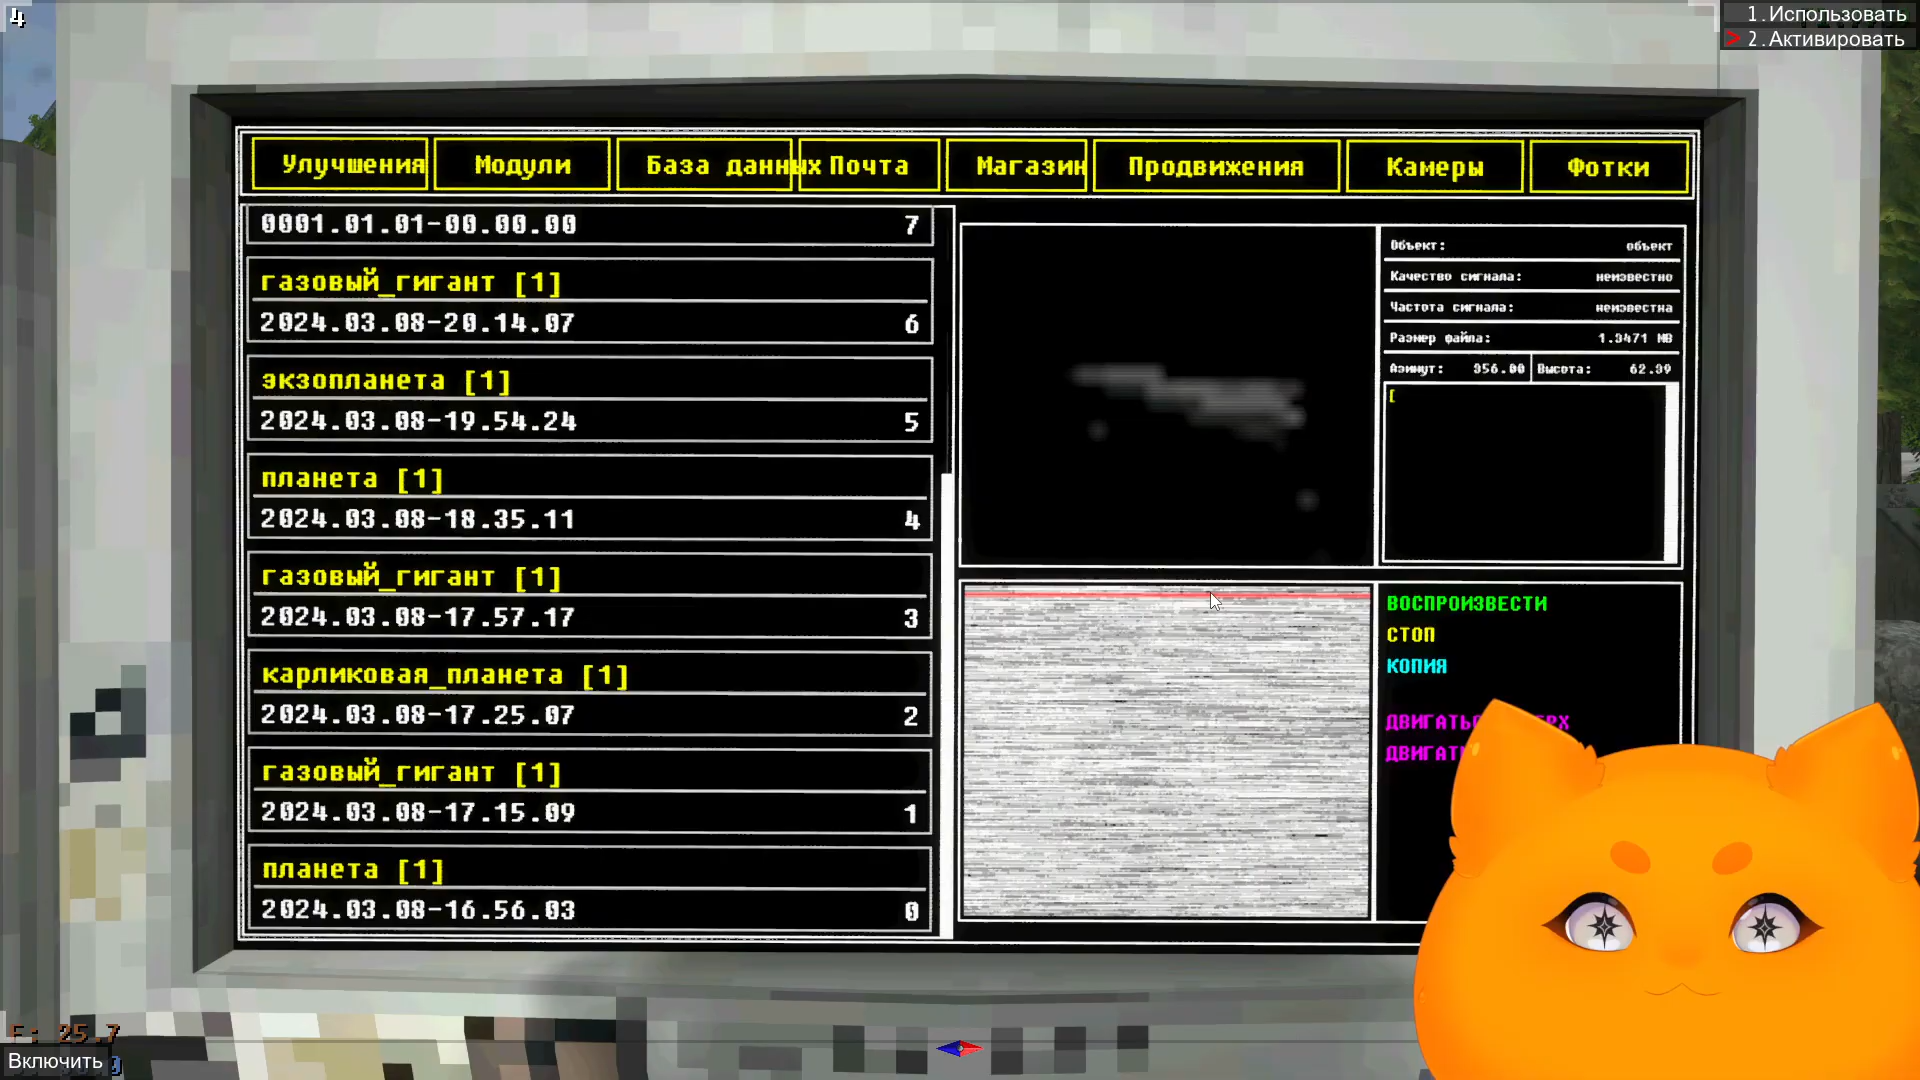 4
1.Использовать
> 2.Активировать
Улучшения Модули База данных Почта Магазин Продвижения Камеры Фотки
0001.01.01-00.00.00 7
газовый_гигант [1]
2024.03.08-20.14.07 6
экзопланета [1]
2024.03.08-19.54.24 5
планета [1]
2024.03.08-18.35.11 4
газовый_гигант [1]
2024.03.08-17.57.17 3
карликовая_планета [1]
2024.03.08-17.25.07 2
газовый_гигант [1]
2024.03.08-17.15.09 1
планета [1]
2024.03.08-16.56.03 0
Объект: объект
Качество сигнала: неизвестно
Частота сигнала: неизвестна
Размер файла: 1.3471 MB
Азимут: 356.00 Высота: 62.39
[
ВОСПРОИЗВЕСТИ
СТОП
КОПИЯ
Включить